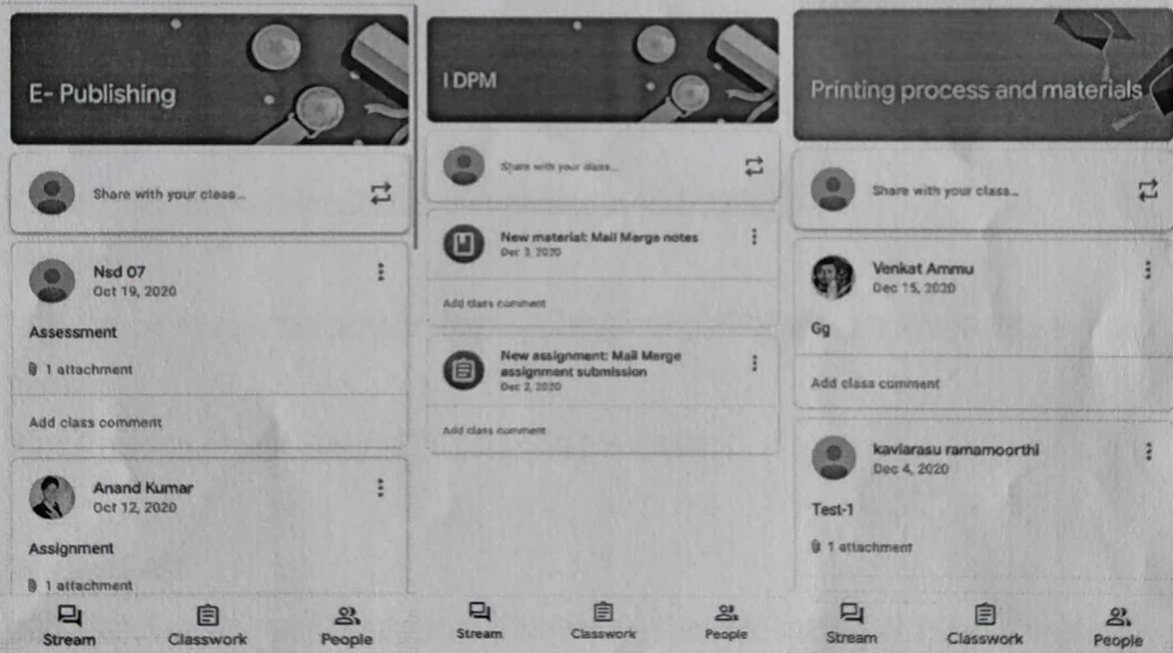 E- Publishing
Share with your class...
Nsd 07
Oct 19, 2020
Assessment
1 attachment
Add class comment
Anand Kumar
Oct 12, 2020
Assignment
1 attachment
Stream
Classwork
People
I DPM
Share with your class...
New material: Mail Marge notes
Dec 3, 2020
Add class comment
New assignment: Mail Marge
assignment submission
Dec 2, 2020
Add class comment
Stream
Classwork
People
Printing process and materials
Share with your class...
Venkat Ammu
Dec 15, 2020
Gg
Add class comment
kaviarasu ramamoorthi
Dec 4, 2020
Test-1
1 attachment
Stream
Classwork
People